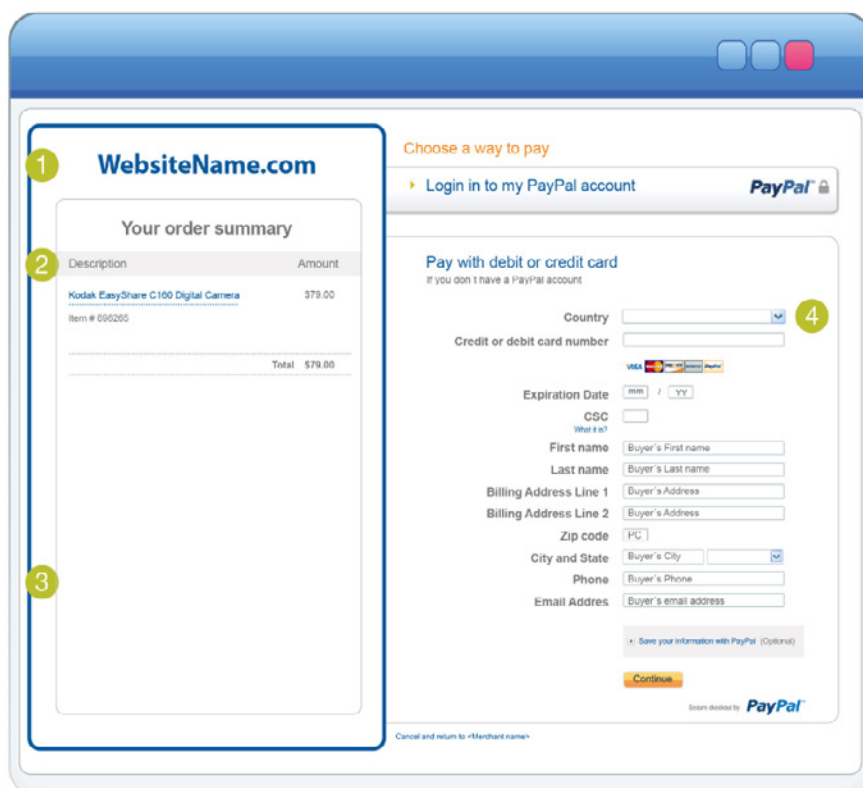 1
WebsiteName.com
Your order summary
2
Description Amount
Kodak EasyShare C160 Digital Camera $79.00
Item # 898265
Total $79.00
3
Choose a way to pay
Login in to my PayPal account PayPal
Pay with debit or credit card
If you don't have a PayPal account
Country
4
Credit or debit card number
VISA PayPal
Expiration Date mm / YY
CSC
What it is?
First name Buyer's First name
Last name Buyer's Last name
Billing Address Line 1 Buyer's Address
Billing Address Line 2 Buyer's Address
Zip code PC
City and State Buyer's City
Phone Buyer's Phone
Email Addres Buyer's email address
Save your information with PayPal (Optional)
Continue
Secure checkout by PayPal
Cancel and return to <Merchant name>